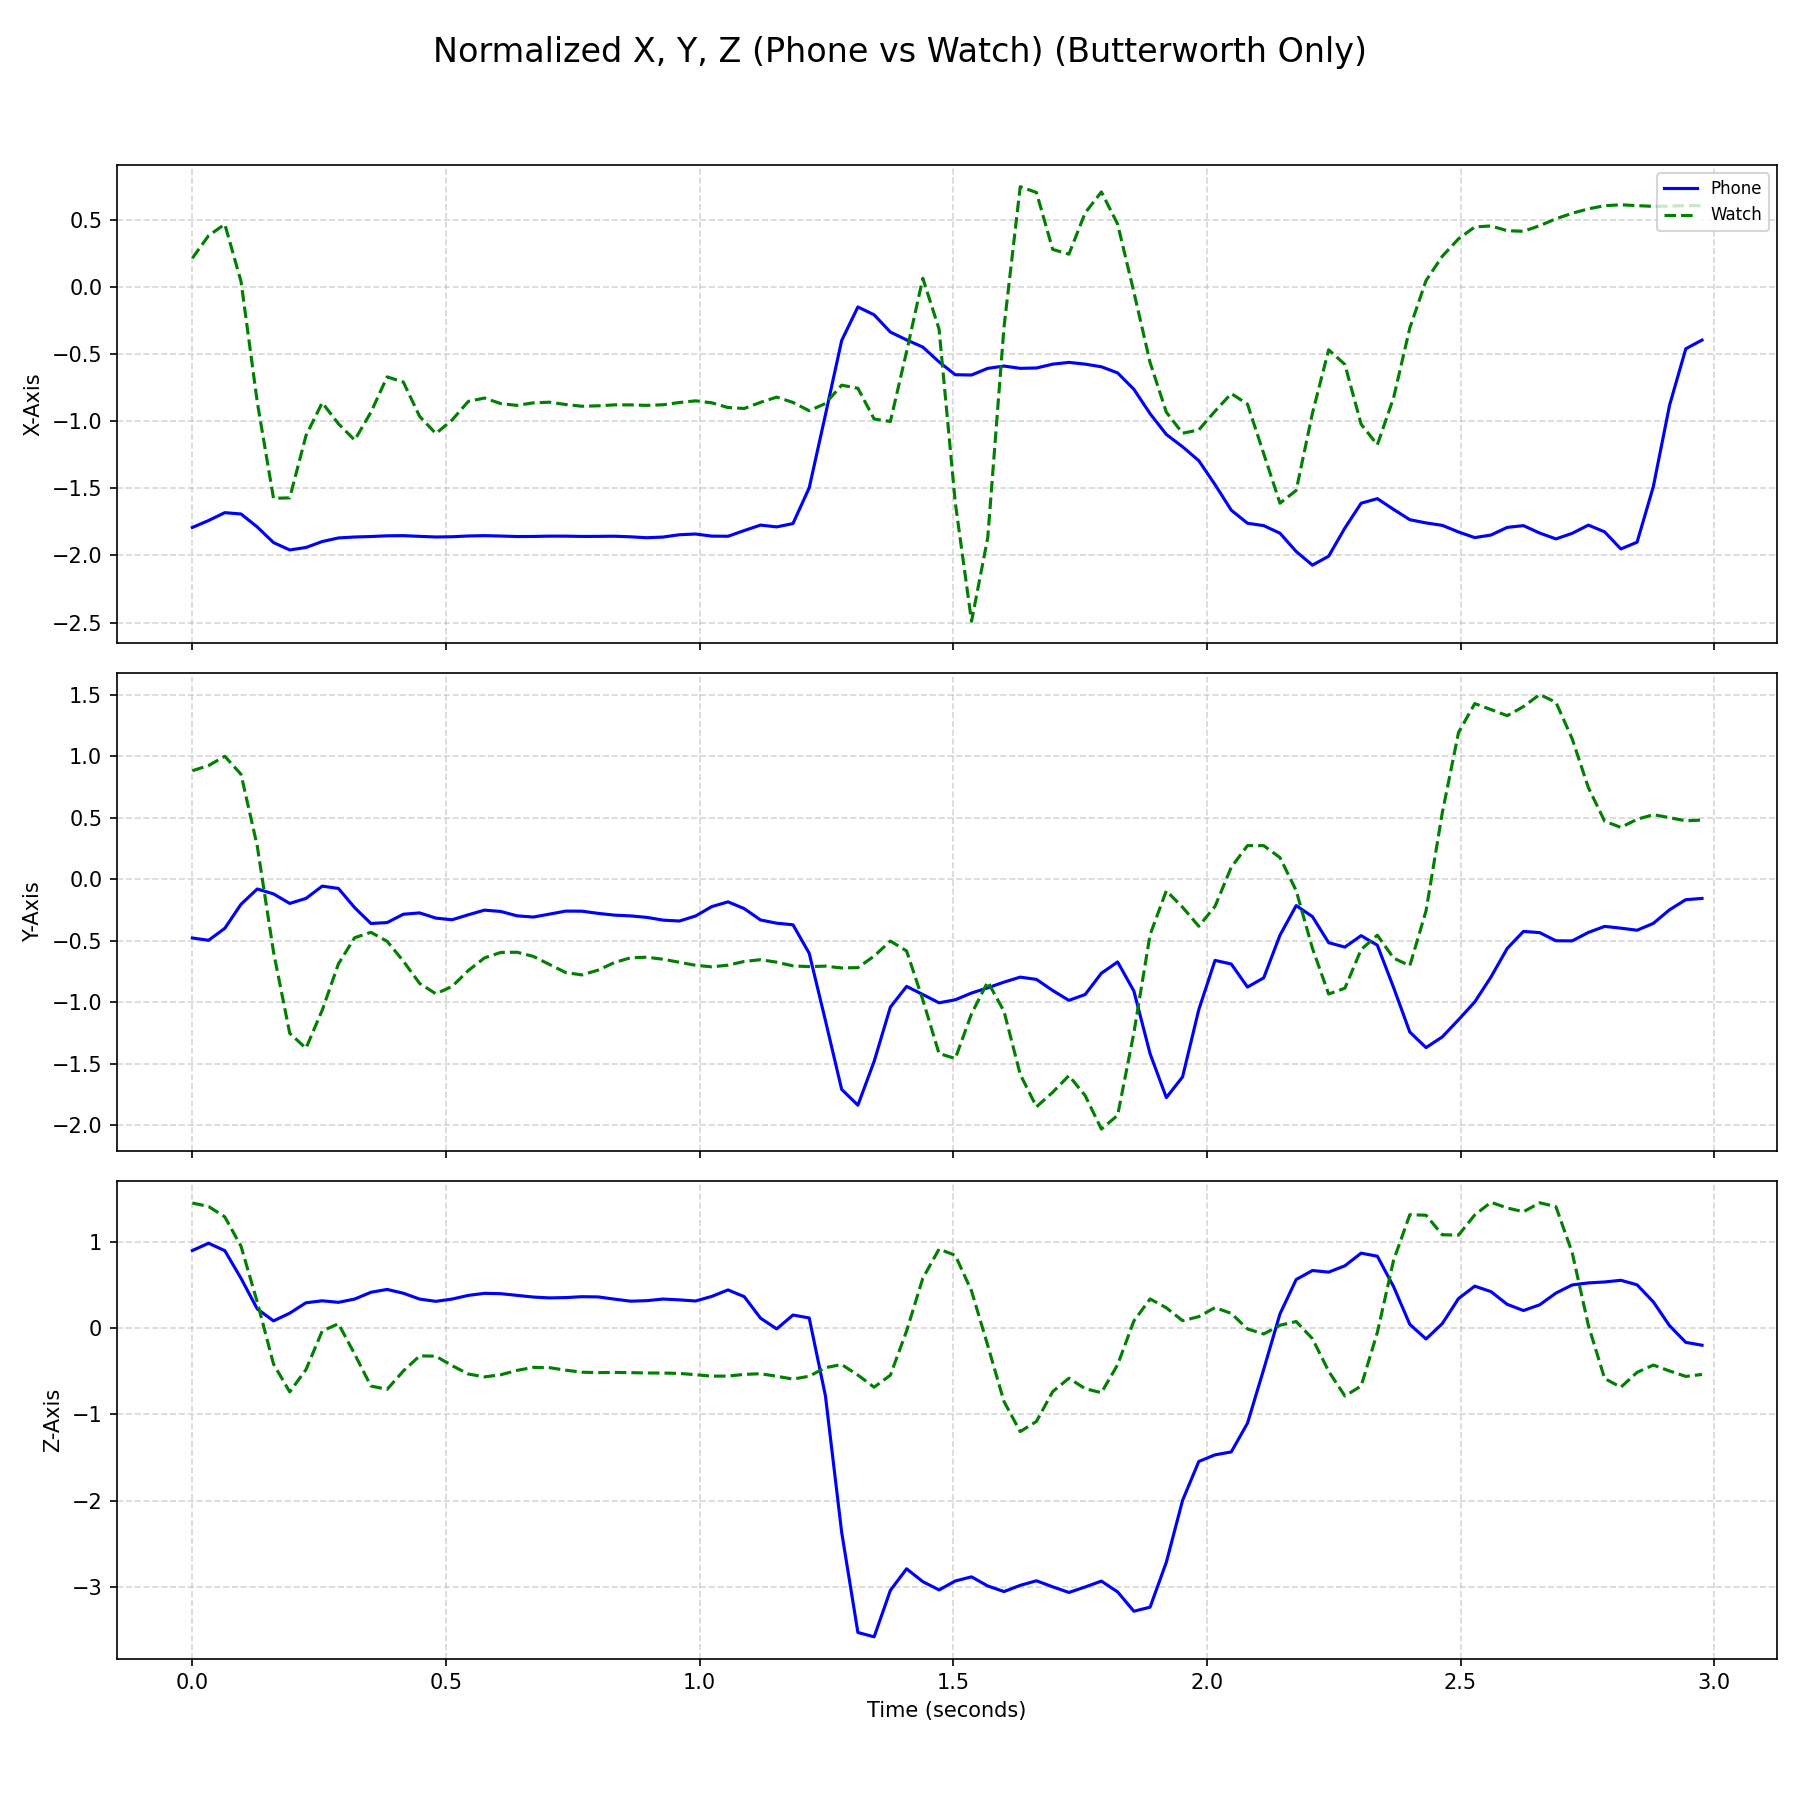 Normalized X, Y, Z (Phone vs Watch) (Butterworth Only)
Phone
Watch
0.5
0.0
−0.5
−1.0
−1.5
−2.0
−2.5
X-Axis
1.5
1.0
0.5
0.0
−0.5
−1.0
−1.5
−2.0
Y-Axis
1
0
−1
−2
−3
Z-Axis
0.0 0.5 1.0 1.5 2.0 2.5 3.0
Time (seconds)